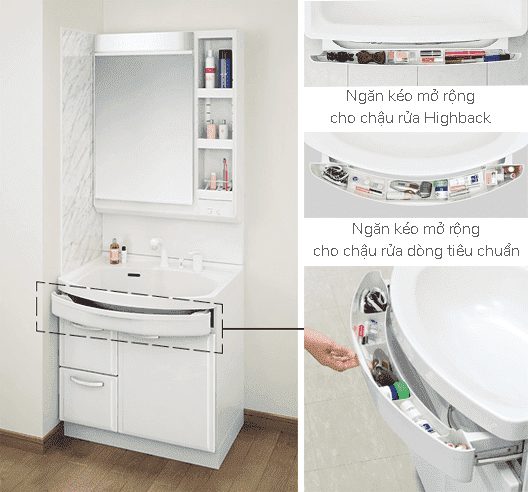 Ngăn kéo mở rộng
cho chậu rửa Highback
Ngăn kéo mở rộng
cho chậu rửa dòng tiêu chuẩn